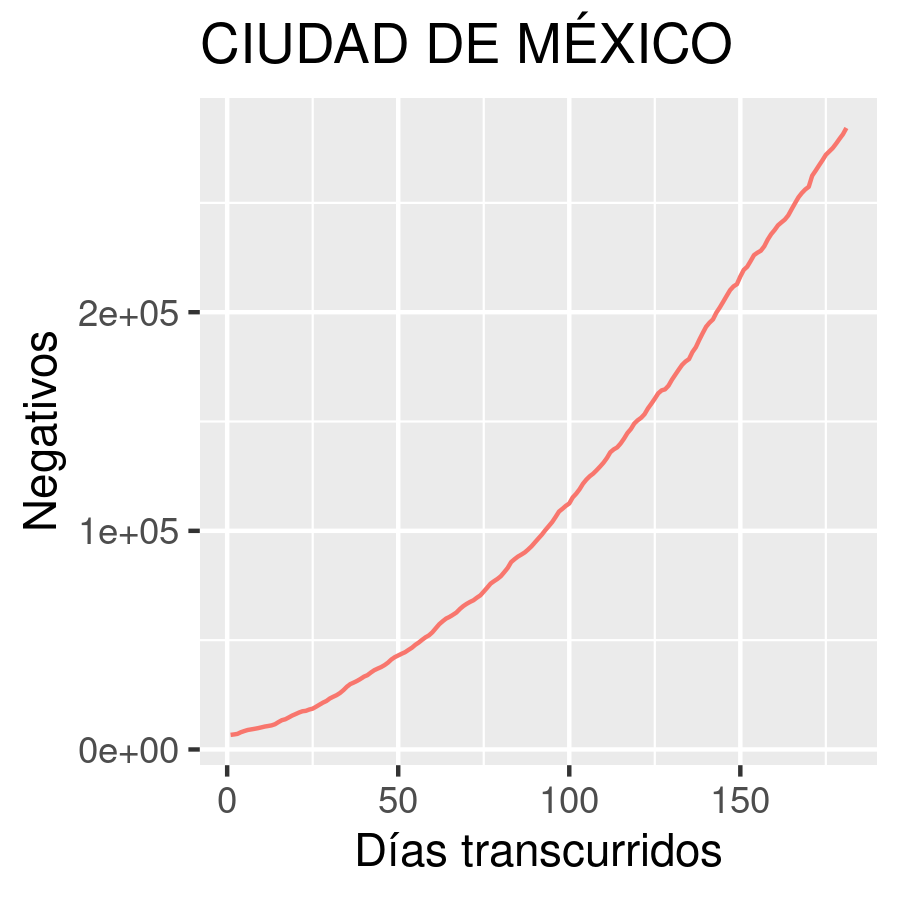 CIUDAD DE MÉXICO
Negativos
2e+05
1e+05
0e+00
0 50 100 150
Días transcurridos